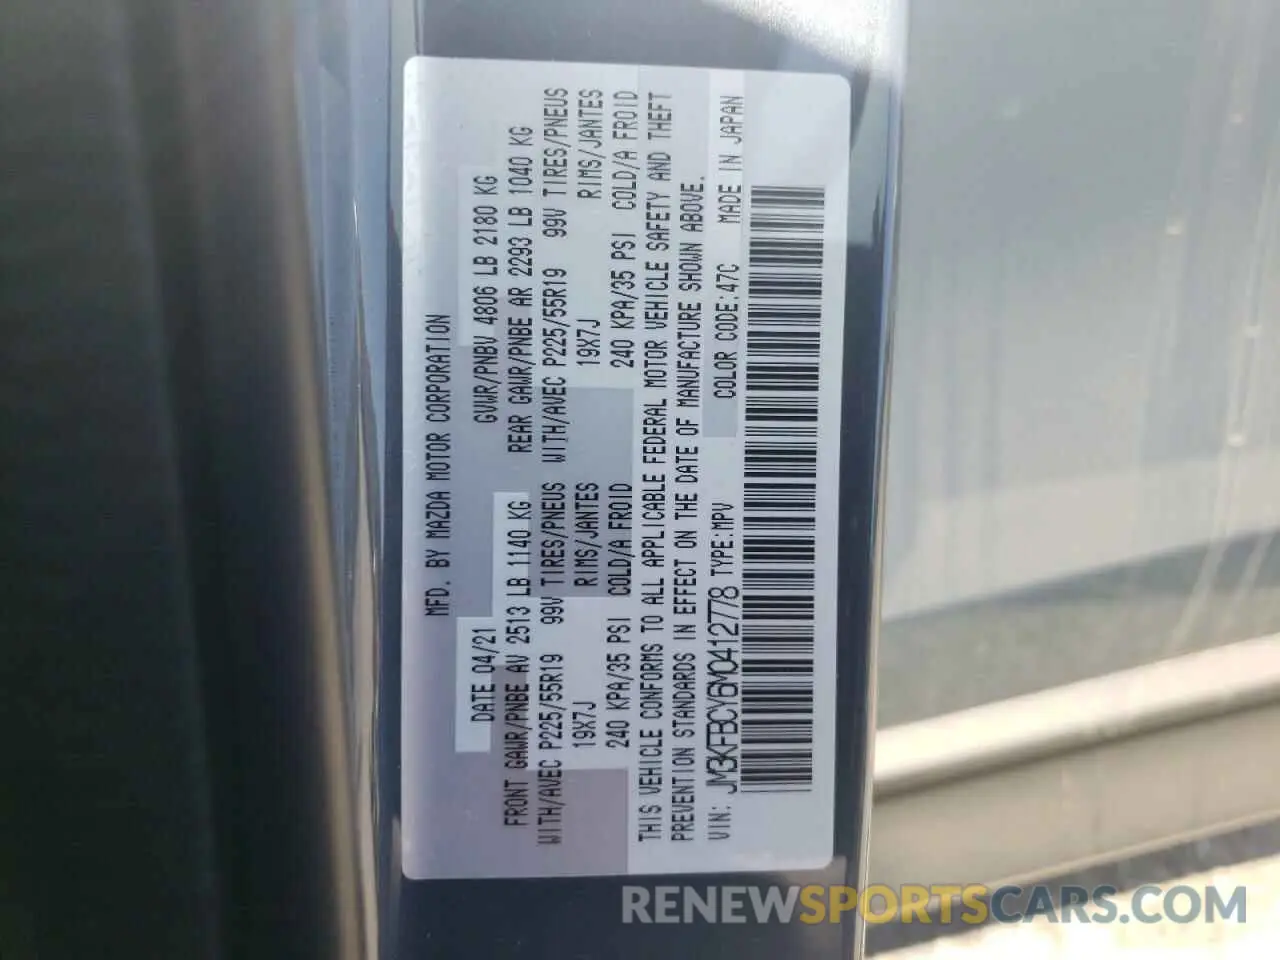 MFD. BY MAZDA MOTOR CORPORATION
DATE 04/21 GVWR/PNBV 4806 LB 2180 KG
FRONT GAWR/PNBE AV 2513 LB 1140 KG REAR GAWR/PNBE AR 2293 LB 1040 KG
WITH/AVEC P225/55R19 99V TIRES/PNEUS WITH/AVEC P225/55R19 99V TIRES/PNEUS
19X7J RIMS/JANTES 19X7J RIMS/JANTES
240 KPA/35 PSI COLD/A FROID 240 KPA/35 PSI COLD/A FROID
THIS VEHICLE CONFORMS TO ALL APPLICABLE FEDERAL MOTOR VEHICLE SAFETY AND THEFT
PREVENTION STANDARDS IN EFFECT ON THE DATE OF MANUFACTURE SHOWN ABOVE.
VIN: JM3KFBCY6M0412778 TYPE:MPV COLOR CODE:47C MADE IN JAPAN
RENEWSPORTSCARS.COM